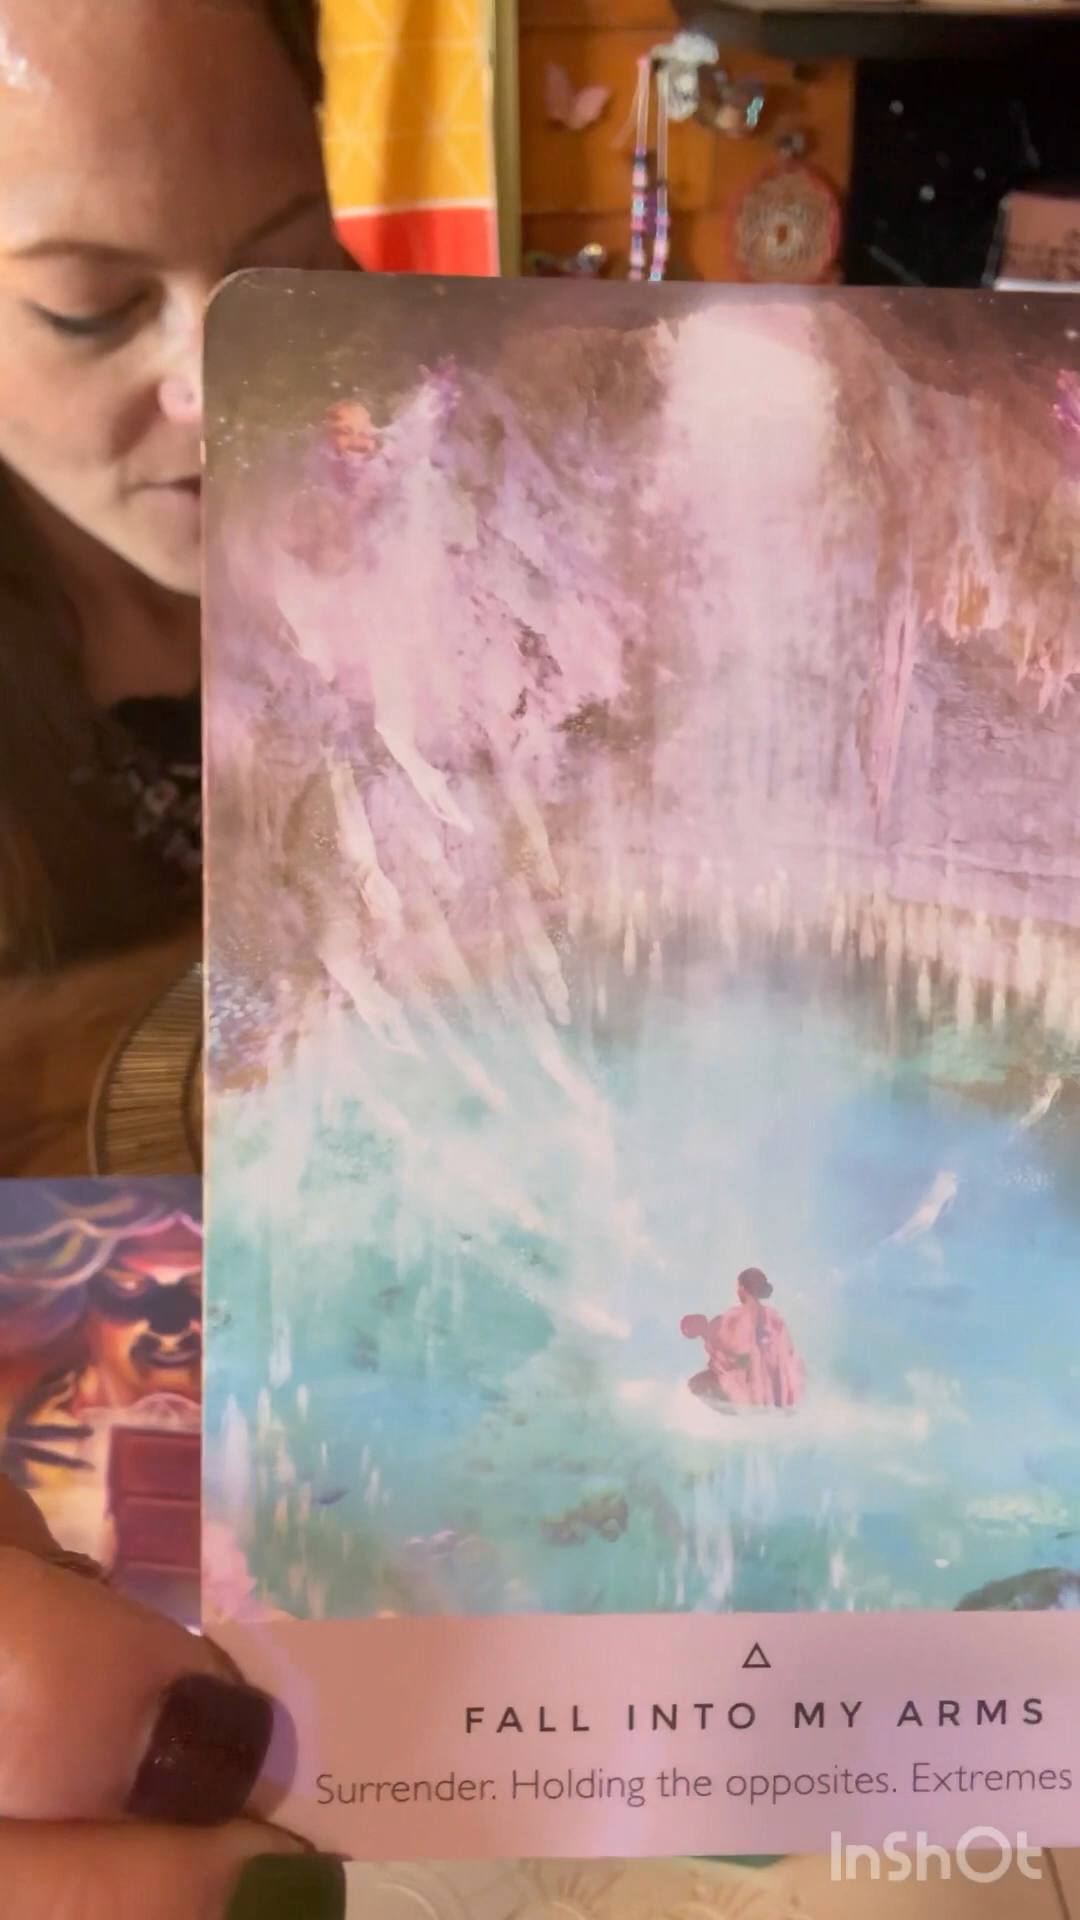 FALL INTO MY ARMS
Surrender. Holding the opposites. Extremes
InShOt